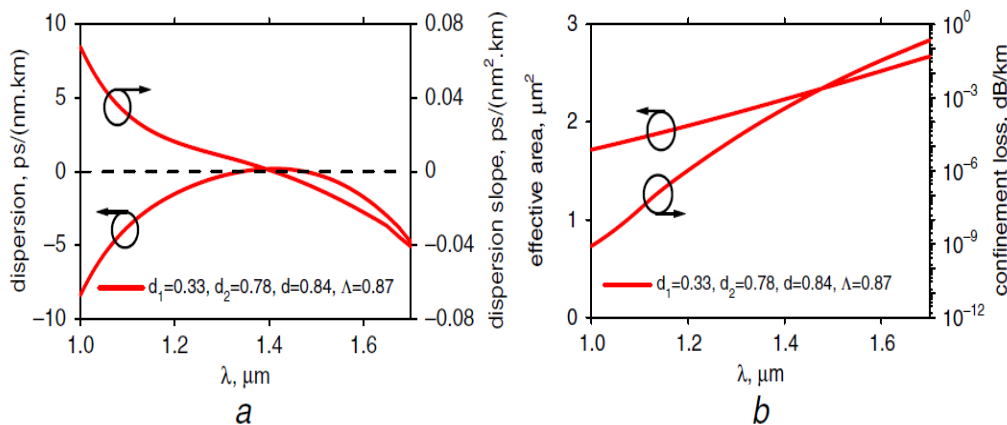 10
5
0
−5
−10
dispersion, ps/(nm.km)
0.08
0.04
0
−0.04
−0.08
dispersion slope, ps/(nm².km)
d₁=0.33, d₂=0.78, d=0.84, Λ=0.87
1.0 1.2 1.4 1.6
λ, μm
a
3
2
1
0
effective area, μm²
10⁰
10⁻³
10⁻⁶
10⁻⁹
10⁻¹²
confinement loss, dB/km
d₁=0.33, d₂=0.78, d=0.84, Λ=0.87
1.0 1.2 1.4 1.6
λ, μm
b